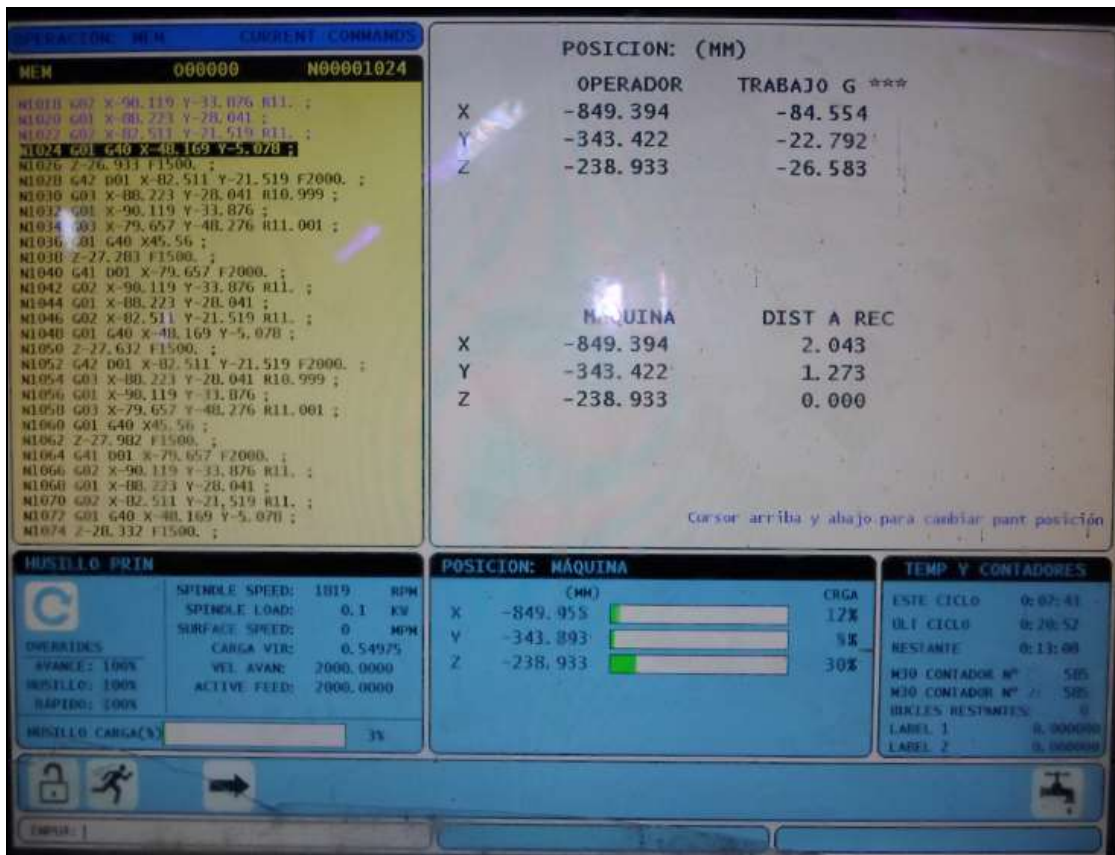 OPERACION: MEM CURRENT COMMANDS
MEM O00000 N00001024
N1018 G02 X-90.119 Y-33.876 R11. ;
N1020 G01 X-88.223 Y-28.041 ;
N1022 G02 X-82.511 Y-21.519 R11. ;
N1024 G01 G40 X-48.169 Y-5.078 ;
N1026 Z-26.933 F1500. ;
N1028 G42 D01 X-82.511 Y-21.519 F2000. ;
N1030 G03 X-88.223 Y-28.041 R10.999 ;
N1032 G01 X-90.119 Y-33.876 ;
N1034 G03 X-79.657 Y-48.276 R11.001 ;
N1036 G01 G40 X45.56 ;
N1038 Z-27.283 F1500. ;
N1040 G41 D01 X-79.657 F2000. ;
N1042 G02 X-90.119 Y-33.876 R11. ;
N1044 G01 X-88.223 Y-28.041 ;
N1046 G02 X-82.511 Y-21.519 R11. ;
N1048 G01 G40 X-48.169 Y-5.078 ;
N1050 Z-27.632 F1500. ;
N1052 G42 D01 X-82.511 Y-21.519 F2000. ;
N1054 G03 X-88.223 Y-28.041 R10.999 ;
N1056 G01 X-90.119 Y-33.876 ;
N1058 G03 X-79.657 Y-48.276 R11.001 ;
N1060 G01 G40 X45.56 ;
N1062 Z-27.982 F1500. ;
N1064 G41 D01 X-79.657 F2000. ;
N1066 G02 X-90.119 Y-33.876 R11. ;
N1068 G01 X-88.223 Y-28.041 ;
N1070 G02 X-82.511 Y-21.519 R11. ;
N1072 G01 G40 X-48.169 Y-5.078 ;
N1074 Z-28.332 F1500. ;
POSICION: (MM)
OPERADOR TRABAJO G ***
X -849.394 -84.554
Y -343.422 -22.792
Z -238.933 -26.583
MAQUINA DIST A REC
X -849.394 2.043
Y -343.422 1.273
Z -238.933 0.000
Cursor arriba y abajo para cambiar pant posición
HUSILLO PRIN
SPINDLE SPEED: 1819 RPM
SPINDLE LOAD: 0.1 KW
SURFACE SPEED: 0 MPM
CARGA VIR: 0.54975
VEL AVAN: 2000.0000
ACTIVE FEED: 2000.0000
OVERRIDES
AVANCE: 100%
HUSILLO: 100%
RAPIDO: 100%
HUSILLO CARGA(%) 3%
POSICION: MÁQUINA
(MM) CRGA
X -849.958 12%
Y -343.893
Z -238.933 30%
TEMP Y CONTADORES
ESTE CICLO 0:07:41
ULT CICLO 0:20:52
RESTANTE 0:13:08
M30 CONTADOR Nº 585
M30 CONTADOR Nº 2: 585
BUCLES RESTANTES: 0
LABEL 1 0.000000
LABEL 2 0.000000
INPUT: